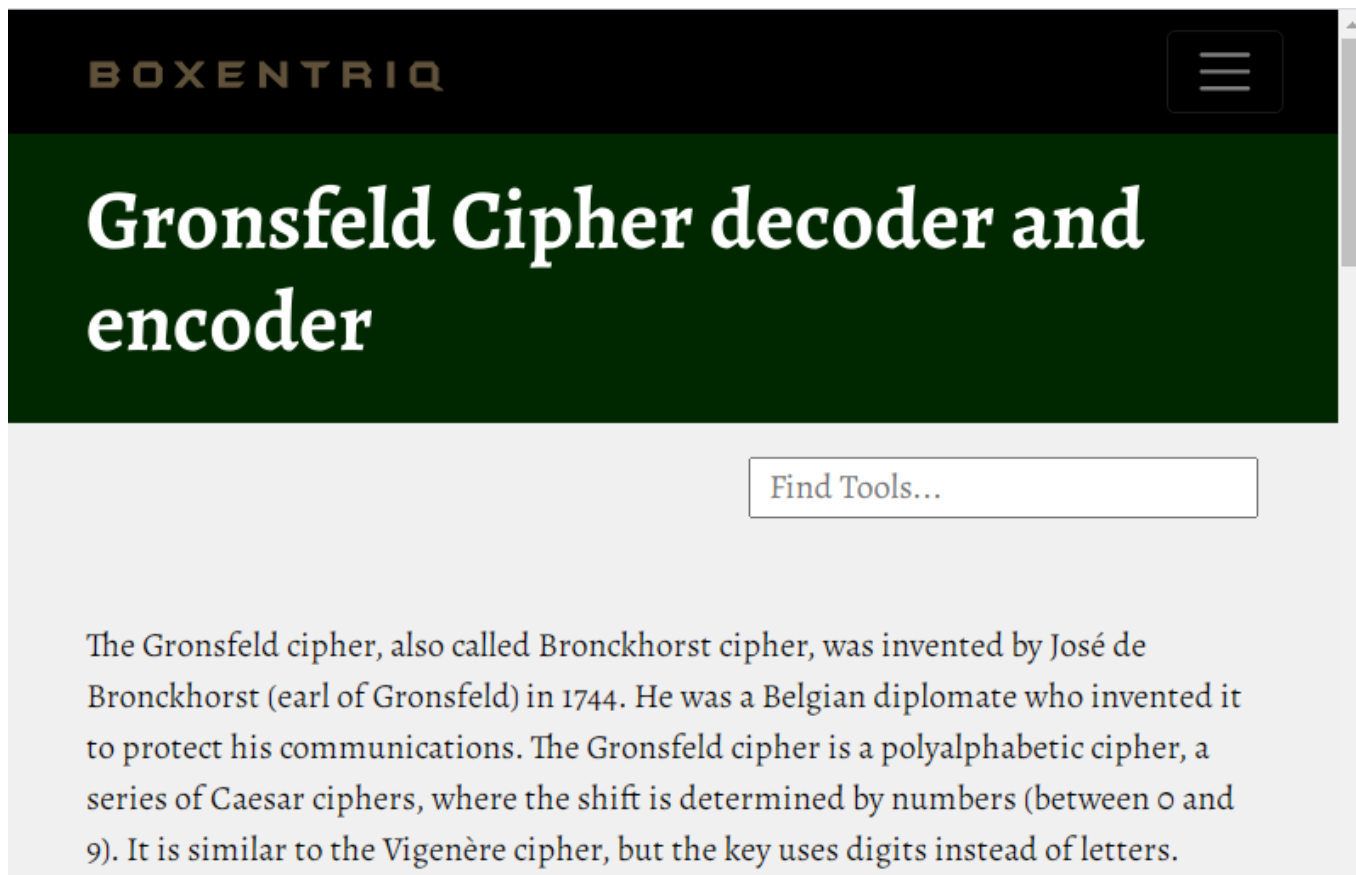 BOXENTRIQ
Gronsfeld Cipher decoder and
encoder
Find Tools...
The Gronsfeld cipher, also called Bronckhorst cipher, was invented by José de
Bronckhorst (earl of Gronsfeld) in 1744. He was a Belgian diplomate who invented it
to protect his communications. The Gronsfeld cipher is a polyalphabetic cipher, a
series of Caesar ciphers, where the shift is determined by numbers (between 0 and
9). It is similar to the Vigenère cipher, but the key uses digits instead of letters.